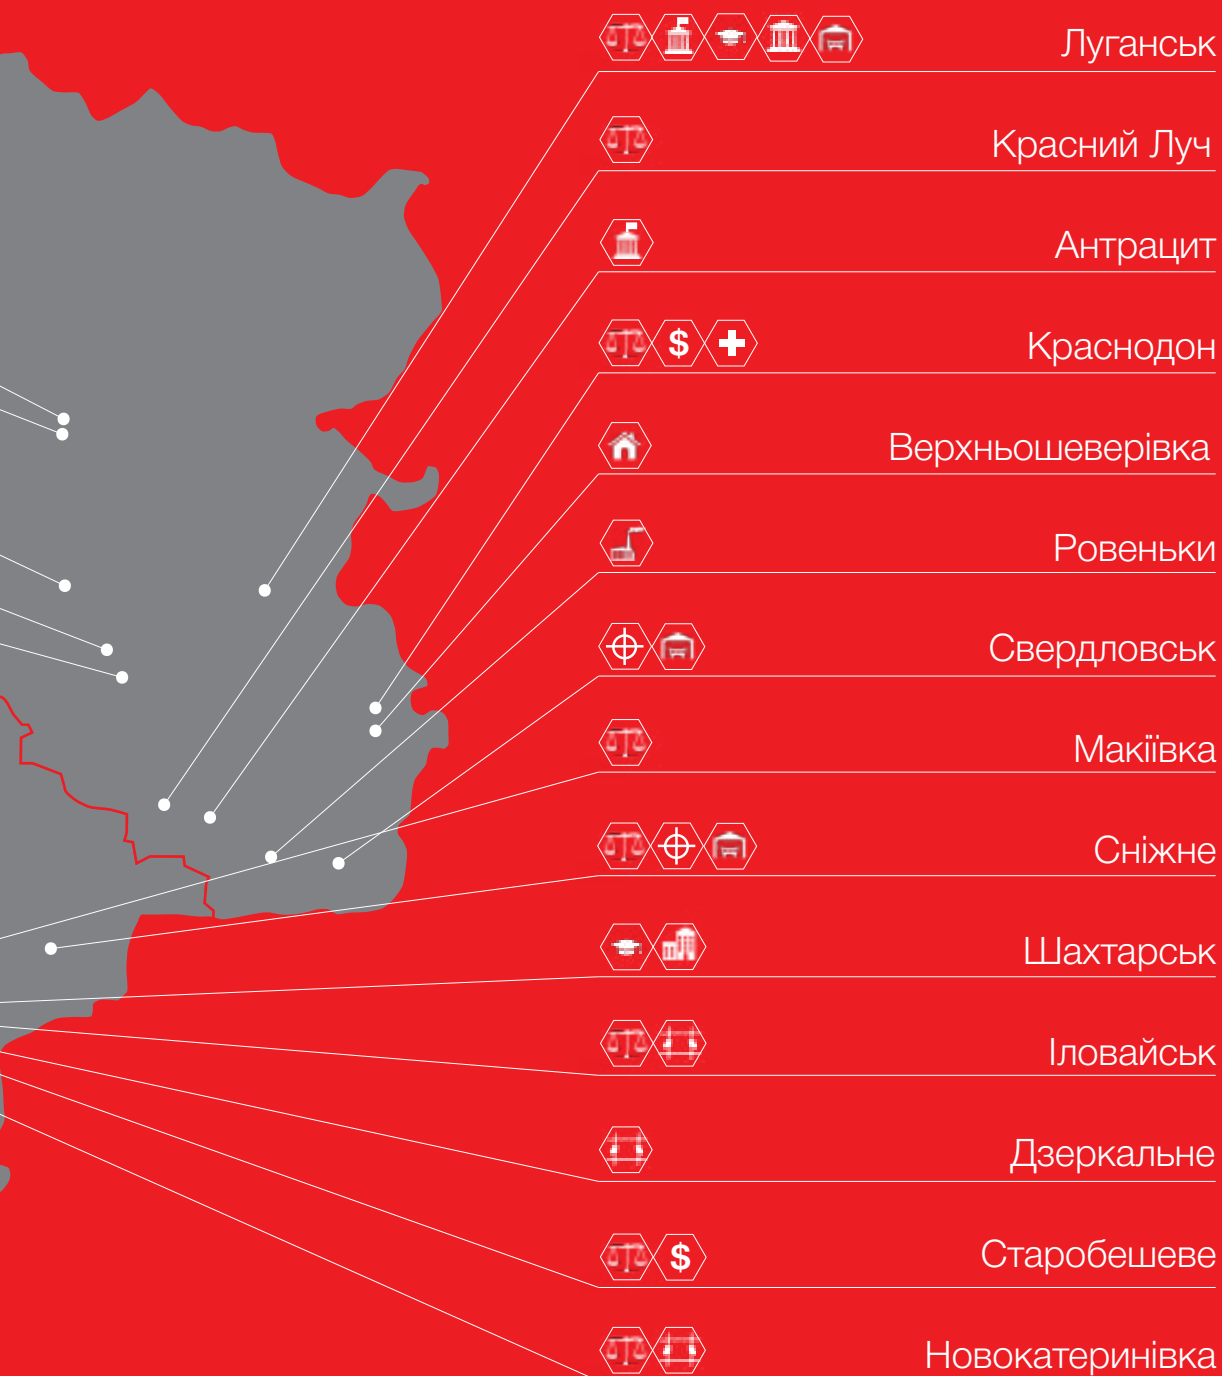 Луганськ
Красний Луч
Антрацит
$
Краснодон
Верхньошеверівка
Ровеньки
Свердловськ
Макіївка
Сніжне
Шахтарськ
Іловайськ
Дзеркальне
$
Старобешеве
Новокатеринівка